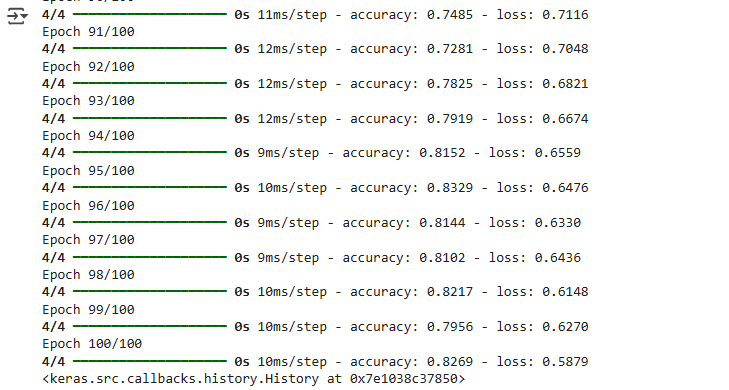 4/4 ━━━━━━━━━━━━━━━━━━━━ 0s 11ms/step - accuracy: 0.7485 - loss: 0.7116
Epoch 91/100
4/4 ━━━━━━━━━━━━━━━━━━━━ 0s 12ms/step - accuracy: 0.7281 - loss: 0.7048
Epoch 92/100
4/4 ━━━━━━━━━━━━━━━━━━━━ 0s 12ms/step - accuracy: 0.7825 - loss: 0.6821
Epoch 93/100
4/4 ━━━━━━━━━━━━━━━━━━━━ 0s 12ms/step - accuracy: 0.7919 - loss: 0.6674
Epoch 94/100
4/4 ━━━━━━━━━━━━━━━━━━━━ 0s 9ms/step - accuracy: 0.8152 - loss: 0.6559
Epoch 95/100
4/4 ━━━━━━━━━━━━━━━━━━━━ 0s 10ms/step - accuracy: 0.8329 - loss: 0.6476
Epoch 96/100
4/4 ━━━━━━━━━━━━━━━━━━━━ 0s 9ms/step - accuracy: 0.8144 - loss: 0.6330
Epoch 97/100
4/4 ━━━━━━━━━━━━━━━━━━━━ 0s 9ms/step - accuracy: 0.8102 - loss: 0.6436
Epoch 98/100
4/4 ━━━━━━━━━━━━━━━━━━━━ 0s 10ms/step - accuracy: 0.8217 - loss: 0.6148
Epoch 99/100
4/4 ━━━━━━━━━━━━━━━━━━━━ 0s 10ms/step - accuracy: 0.7956 - loss: 0.6270
Epoch 100/100
4/4 ━━━━━━━━━━━━━━━━━━━━ 0s 10ms/step - accuracy: 0.8269 - loss: 0.5879
<keras.src.callbacks.history.History at 0x7e1038c37850>